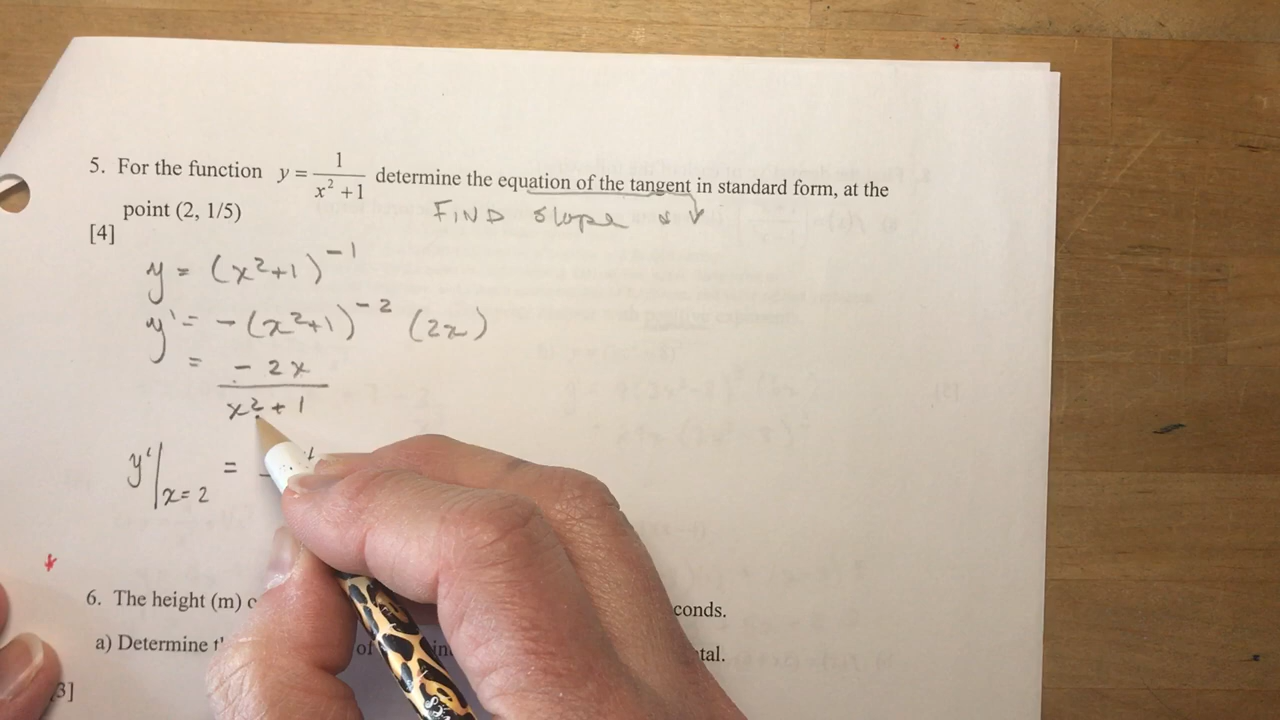 5. For the function y = 1/(x² + 1) determine the equation of the tangent in standard form, at the
point (2, 1/5)
FIND slope
[4]
y = (x²+1)⁻¹
y' = -(x²+1)⁻² (2x)
= -2x/(x²+1)
y'|x=2 =
6. The height (m)
conds.
a) Determine
of
in
tal.
3]